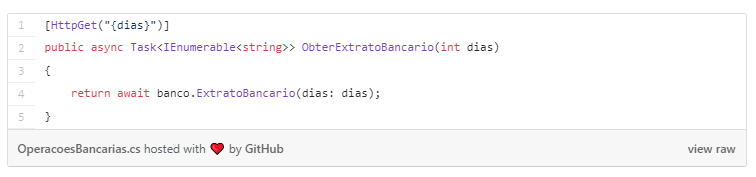 1 [HttpGet("{dias}")]
2 public async Task<IEnumerable<string>> ObterExtratoBancario(int dias)
3 {
4     return await banco.ExtratoBancario(dias: dias);
5 }
OperacoesBancarias.cs hosted with ❤ by GitHub view raw